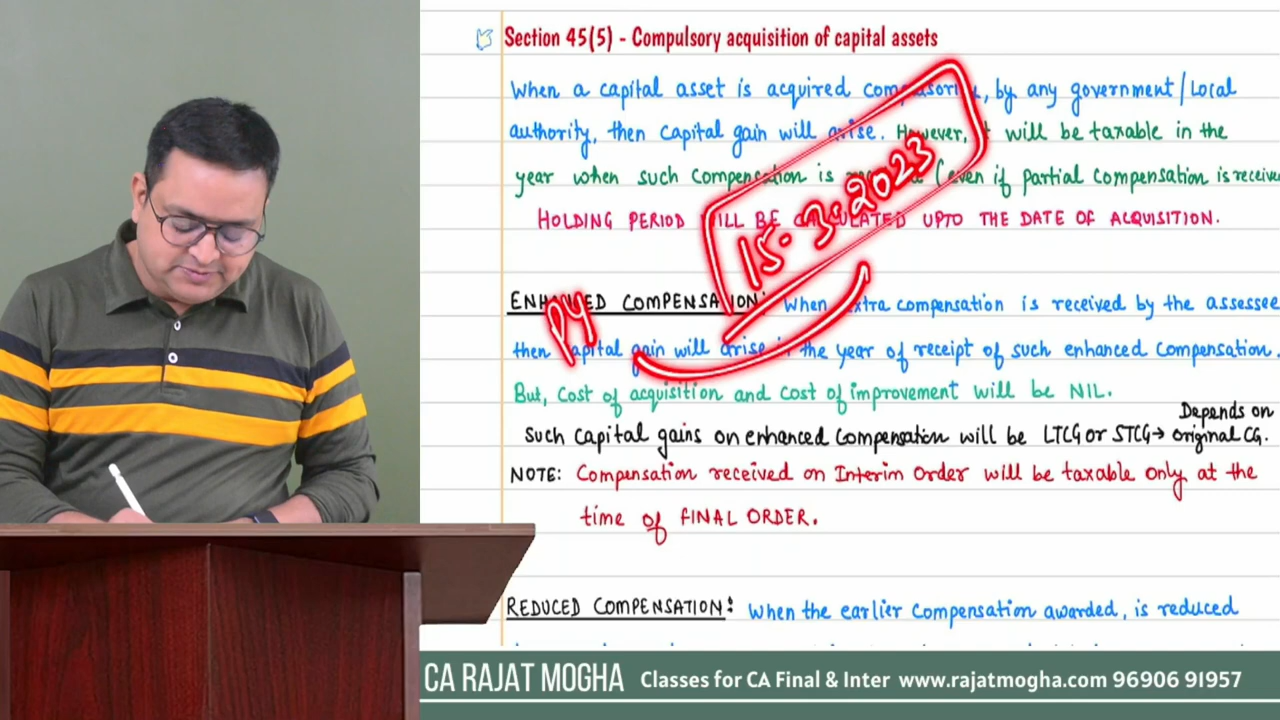 Section 45(5) - Compulsory acquisition of capital assets
When a capital asset is acquired compulsorily, by any government/Local
authority, then Capital gain will arise. However, it will be taxable in the
year when such Compensation is (even if partial Compensation is receive
HOLDING PERIOD WILL BE CALCULATED UPTO THE DATE OF ACQUISITION.
15.3.2023
PY
ENHANCED COMPENSATION: When extra compensation is received by the assessee
then Capital gain will arise in the year of receipt of such enhanced Compensation.
But, Cost of acquisition and Cost of improvement will be NIL.
Such Capital gains on enhanced Compensation will be LTCG or STCG→ Depends on original CG.
NOTE: Compensation received on Interim Order will be taxable only at the
time of FINAL ORDER.
REDUCED COMPENSATION: When the earlier Compensation awarded, is reduced
CA RAJAT MOGHA Classes for CA Final & Inter www.rajatmogha.com 96906 91957